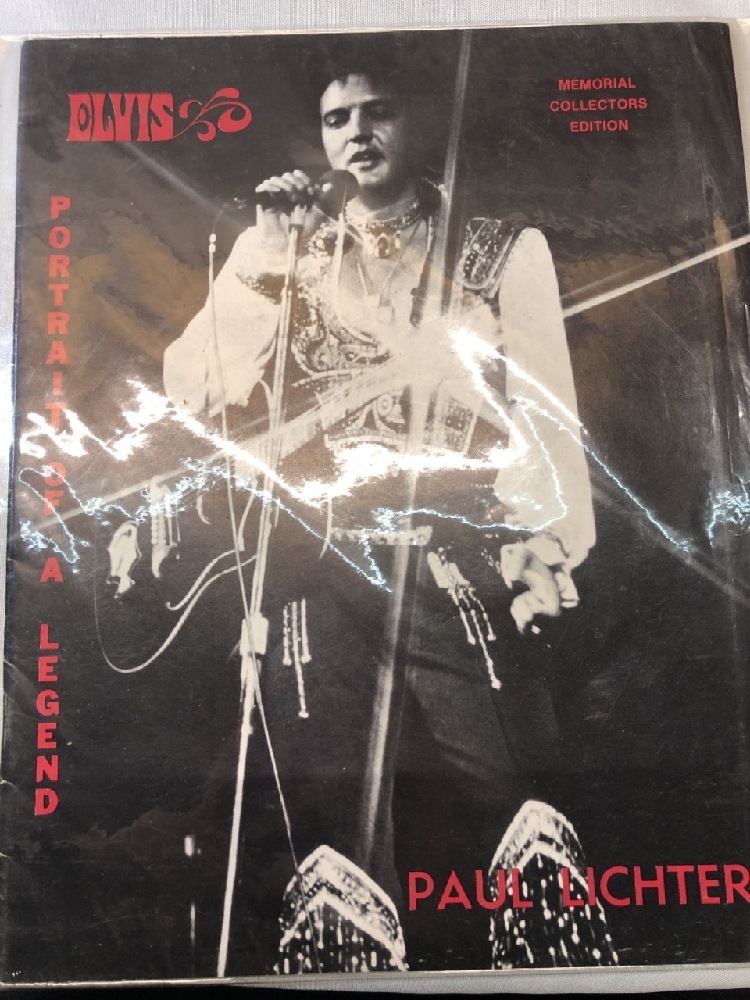 ELVIS
MEMORIAL
COLLECTORS
EDITION
PORTRAIT OF A LEGEND
PAUL LICHTER